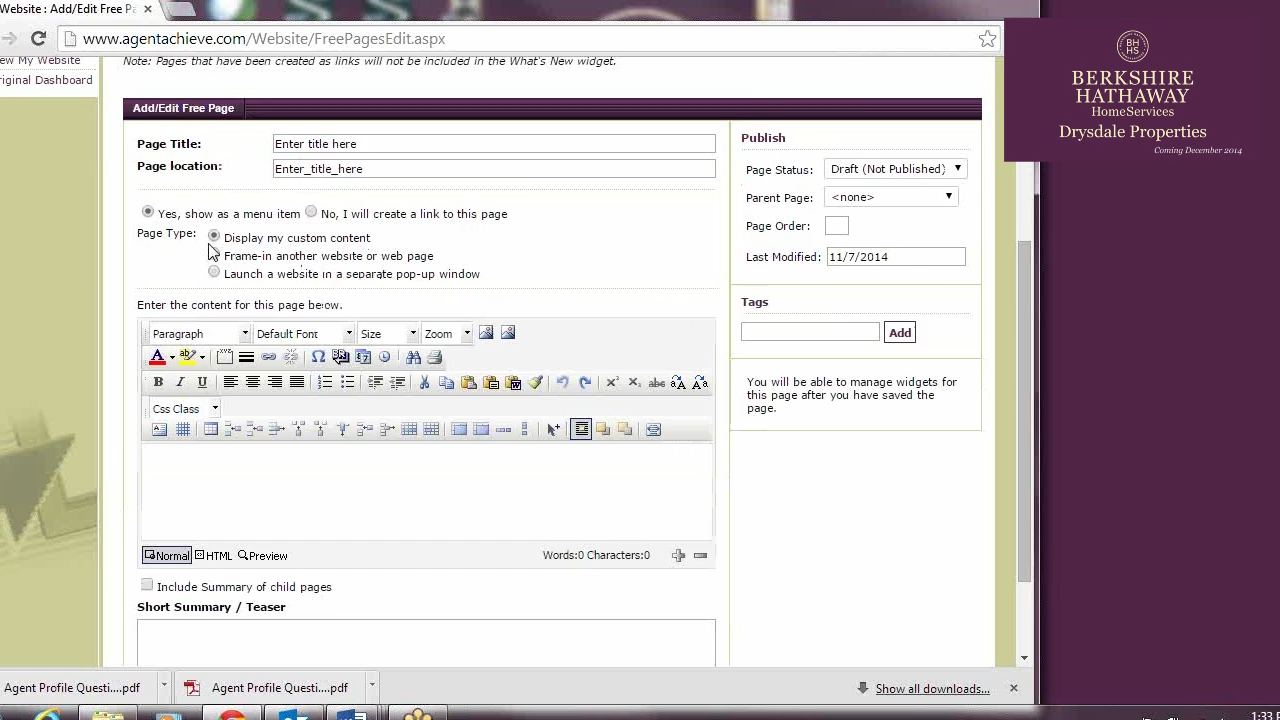 Website : Add/Edit Free Pa
www.agentachieve.com/Website/FreePagesEdit.aspx
ew My Website
riginal Dashboard
Note: Pages that have been created as links will not be included in the What's New widget.
BH
HS
BERKSHIRE
HATHAWAY
HomeServices
Drysdale Properties
Coming December 2014
Add/Edit Free Page
Page Title:
Enter title here
Page location:
Enter_title_here
Yes, show as a menu item
No, I will create a link to this page
Page Type:
Display my custom content
Frame-in another website or web page
Launch a website in a separate pop-up window
Publish
Page Status:
Draft (Not Published)
Parent Page:
<none>
Page Order:
Last Modified:
11/7/2014
Tags
Add
You will be able to manage widgets for
this page after you have saved the
page.
Enter the content for this page below.
Paragraph
Default Font
Size
Zoom
Css Class
Normal
HTML
Preview
Words:0 Characters:0
Include Summary of child pages
Short Summary / Teaser
Agent Profile Questi....pdf
Agent Profile Questi....pdf
Show all downloads...